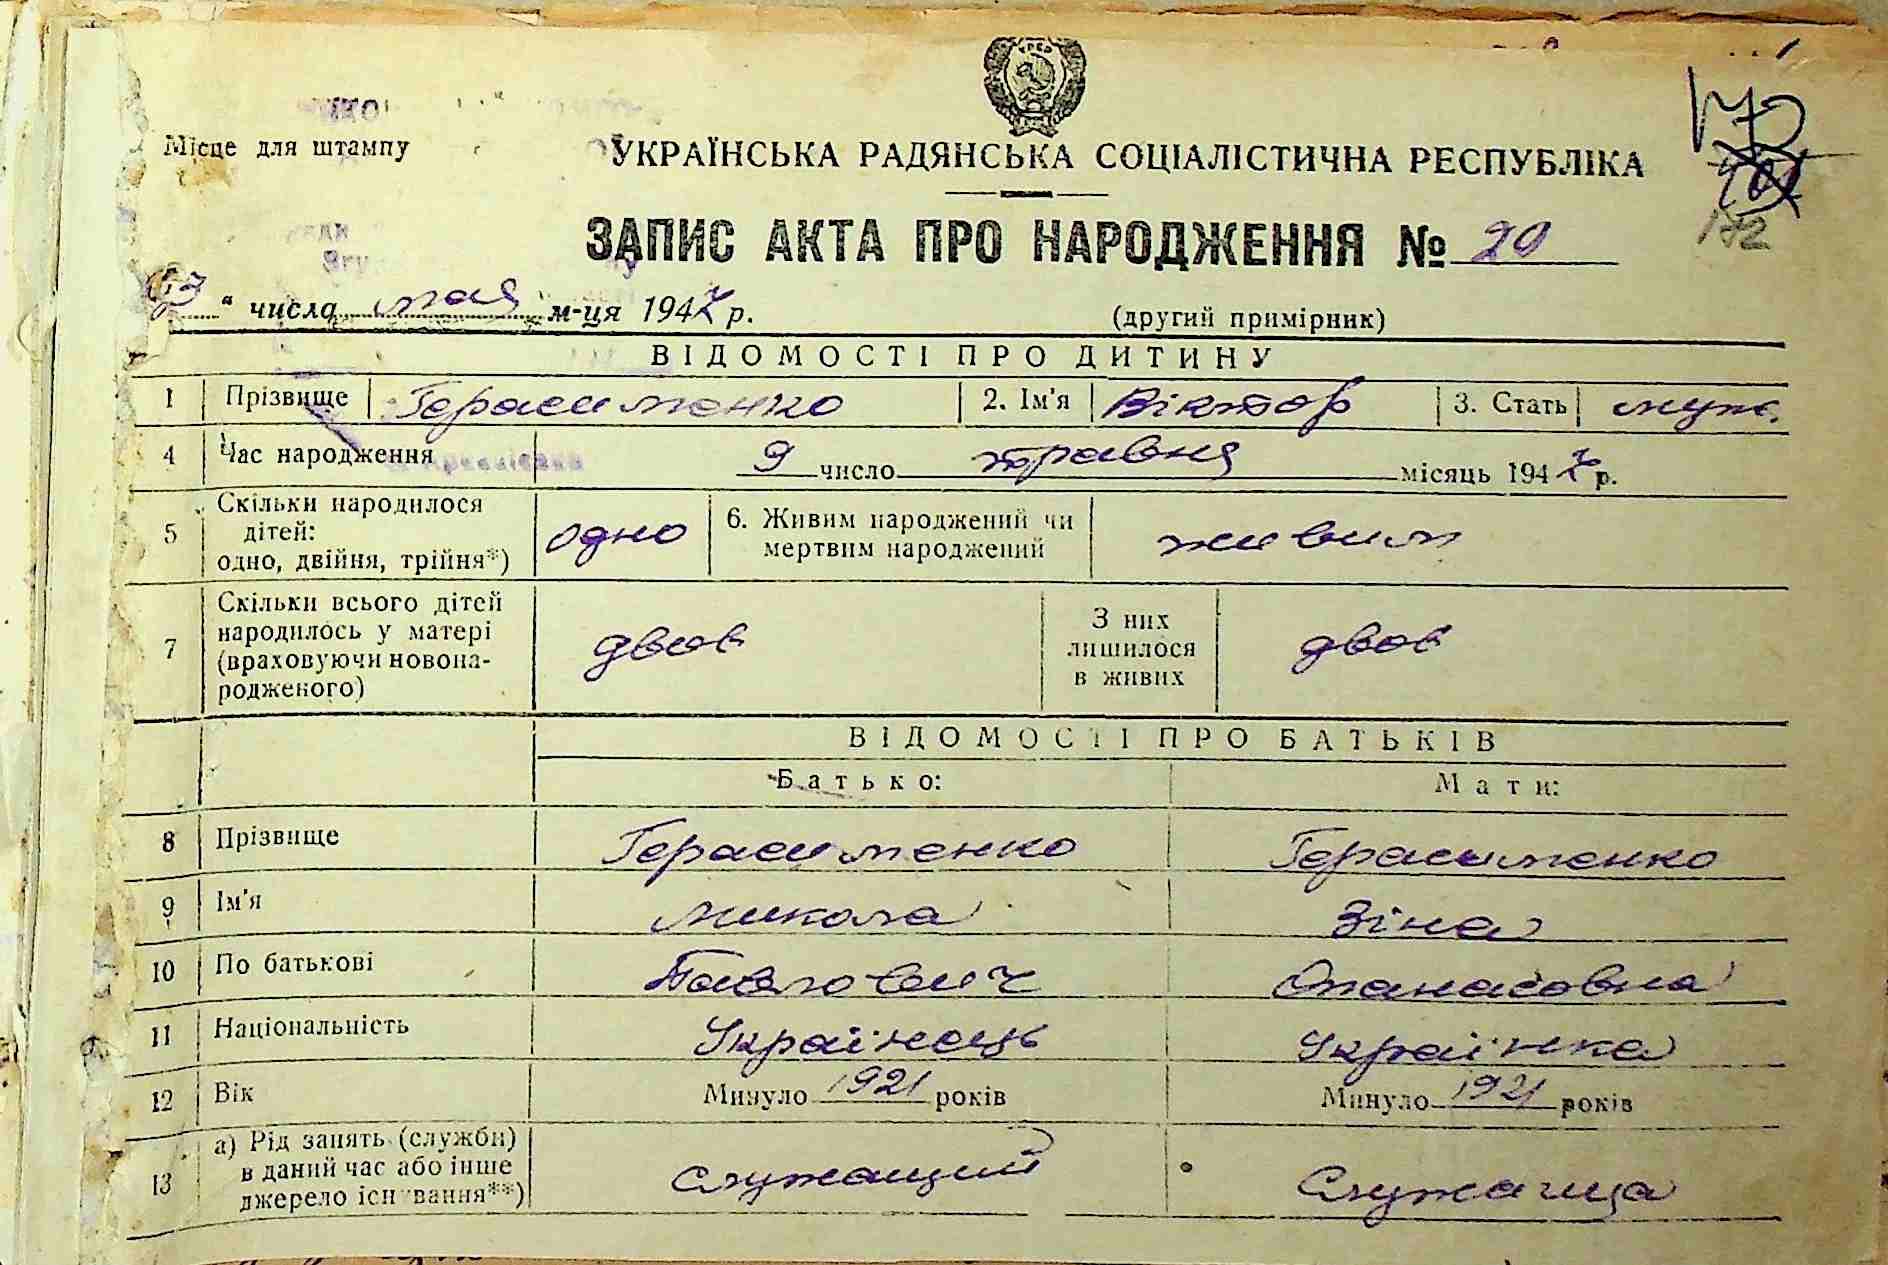 УРСР
Місце для штампу
УКРАЇНСЬКА РАДЯНСЬКА СОЦІАЛІСТИЧНА РЕСПУБЛІКА
172
ЗАПИС АКТА ПРО НАРОДЖЕННЯ № 20
13 " числа мая м-ця 1947 р.
(другий примірник)
ВІДОМОСТІ ПРО ДИТИНУ
1 Прізвище Герасименко 2. Ім'я Віктор 3. Стать муж.
4 Час народження 9 число травня місяць 1947 р.
5 Скільки народилося дітей: одно, двійня, трійня*) одно 6. Живим народжений чи мертвим народжений живим
7 Скільки всього дітей народилось у матері (враховуючи новонародженого) двоє З них лишилося в живих двоє
ВІДОМОСТІ ПРО БАТЬКІВ
Батько: Мати:
8 Прізвище Герасименко Герасименко
9 Ім'я Микола Зіна
10 По батькові Павлович Опанасовна
11 Національність Українець Українка
12 Вік Минуло 1921 років Минуло 1921 років
13 а) Рід занять (служби) в даний час або інше джерело існування**) Служащий Служаща